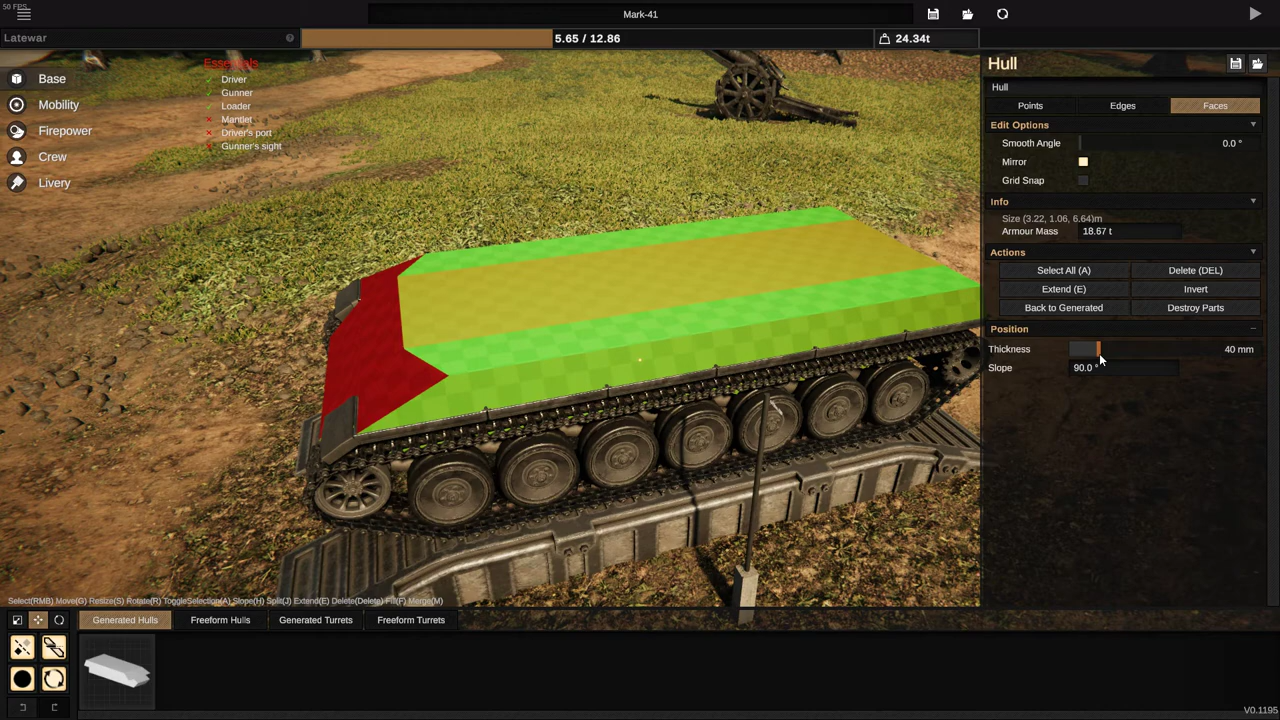 50 FPS
Mark-41
Latewar
5.65 / 12.86
24.34t
Base
Mobility
Firepower
Crew
Livery
Essentials
Driver
Gunner
Loader
Mantlet
Driver's port
Gunner's sight
Hull
Hull
Points Edges Faces
Edit Options
Smooth Angle 0.0 °
Mirror
Grid Snap
Info
Size (3.22, 1.06, 6.64)m
Armour Mass 18.67 t
Actions
Select All (A) Delete (DEL)
Extend (E) Invert
Back to Generated Destroy Parts
Position
Thickness 40 mm
Slope 90.0 °
Select(RMB) Move(G) Resize(S) Rotate(R) ToggleSelection(A) Slope(H) Split(J) Extend(E) Delete(Delete) Fit(F) Merge(M)
Generated Hulls Freeform Hulls Generated Turrets Freeform Turrets
V0.1195